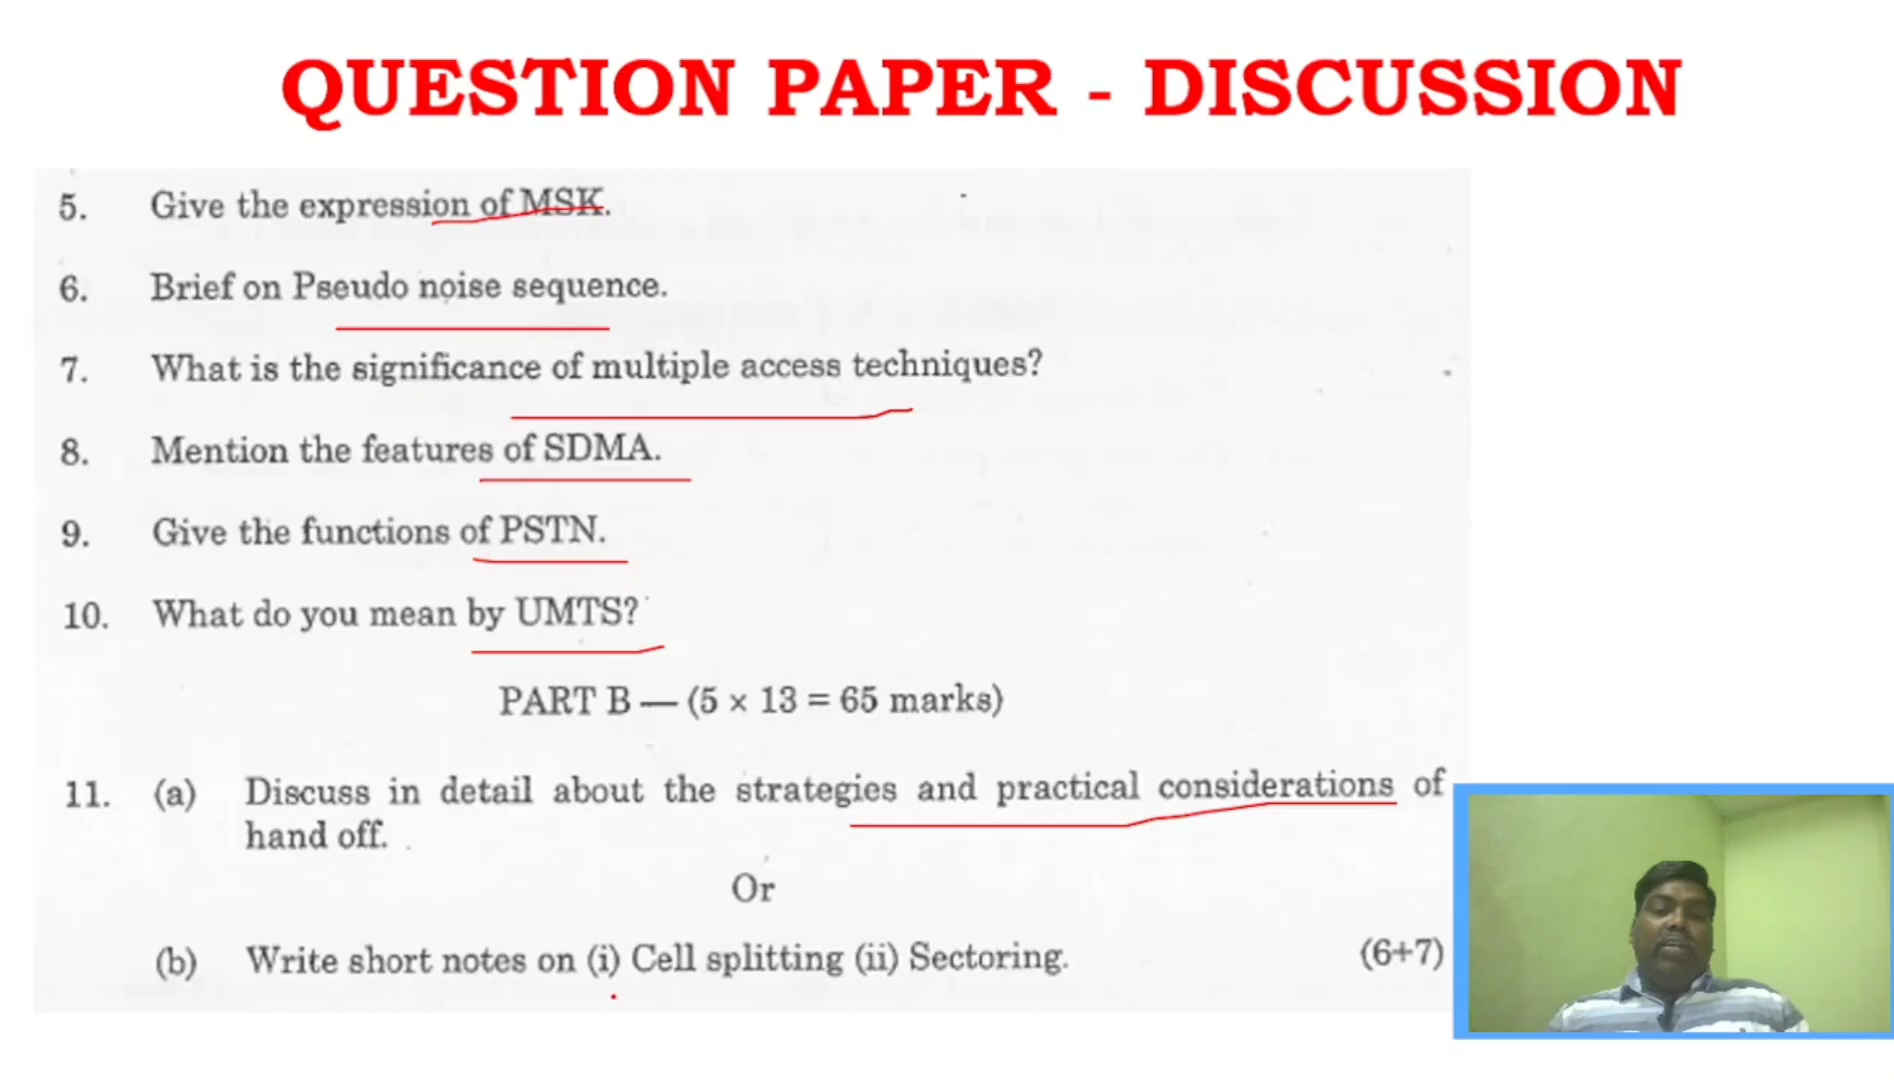 QUESTION PAPER - DISCUSSION
5. Give the expression of MSK.
6. Brief on Pseudo noise sequence.
7. What is the significance of multiple access techniques?
8. Mention the features of SDMA.
9. Give the functions of PSTN.
10. What do you mean by UMTS?
PART B — (5 × 13 = 65 marks)
11. (a) Discuss in detail about the strategies and practical considerations of
hand off.
Or
(b) Write short notes on (i) Cell splitting (ii) Sectoring. (6+7)